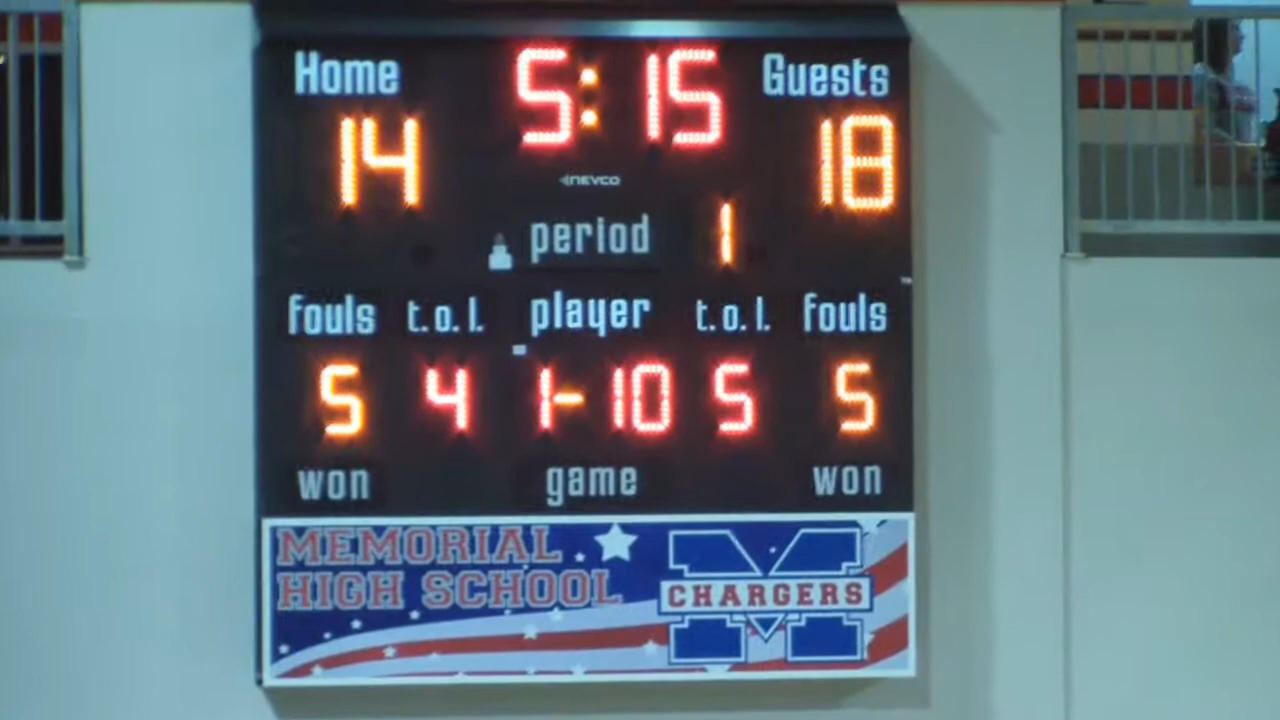 Home 5:15 Guests
14 18
NEVCO
period 1
fouls t.o.l. player t.o.l. fouls
5 4 1-10 5 5
won game won
MEMORIAL
HIGH SCHOOL
CHARGERS